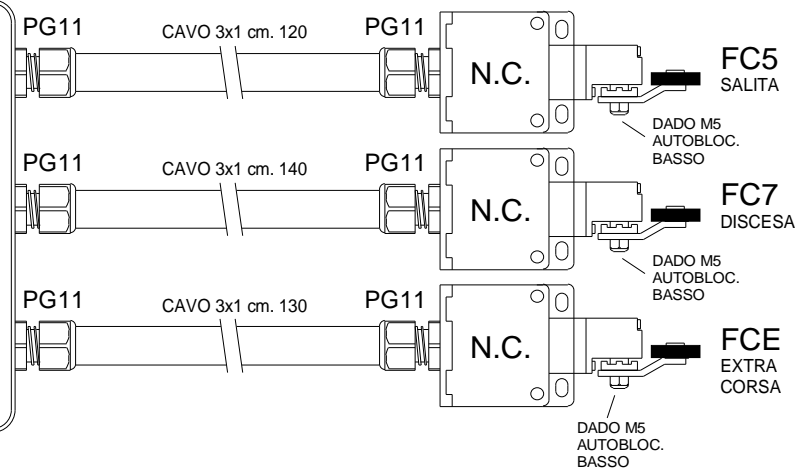 PG11
CAVO 3x1 cm. 120
PG11
N.C.
FC5
SALITA
DADO M5
AUTOBLOC.
BASSO
PG11
CAVO 3x1 cm. 140
PG11
N.C.
FC7
DISCESA
DADO M5
AUTOBLOC.
BASSO
PG11
CAVO 3x1 cm. 130
PG11
N.C.
FCE
EXTRA
CORSA
DADO M5
AUTOBLOC.
BASSO